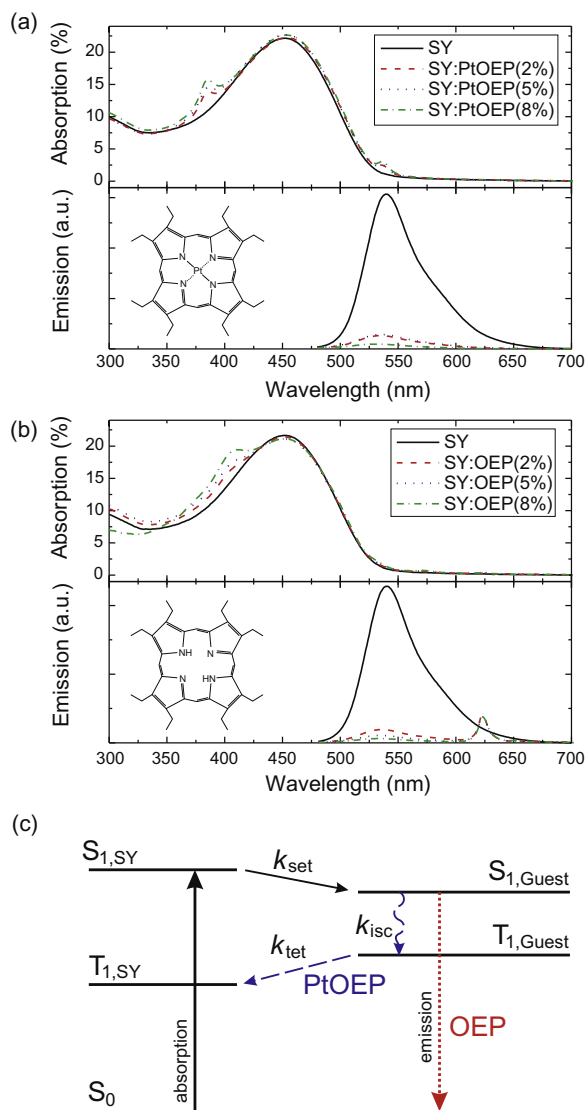 (a)
Absorption (%)
25
20
15
10
5
0
SY
SY:PtOEP(2%)
SY:PtOEP(5%)
SY:PtOEP(8%)
Emission (a.u.)
N N
Pt
N N
300 350 400 450 500 550 600 650 700
Wavelength (nm)
(b)
Absorption (%)
20
15
10
5
0
SY
SY:OEP(2%)
SY:OEP(5%)
SY:OEP(8%)
Emission (a.u.)
NH N
N HN
300 350 400 450 500 550 600 650 700
Wavelength (nm)
(c)
S1,SY
kset
S1,Guest
kisc
T1,Guest
ktet
T1,SY
PtOEP
OEP
absorption
emission
S0